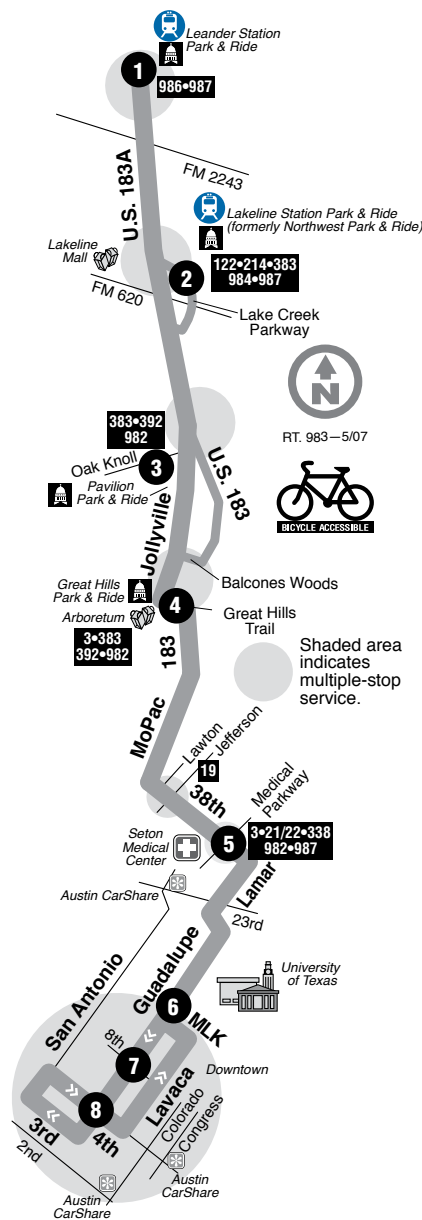 Leander Station
Park & Ride
1
986•987
FM 2243
U.S. 183A
Lakeline Station Park & Ride
(formerly Northwest Park & Ride)
Lakeline
Mall
2
122•214•383
984•987
FM 620
Lake Creek
Parkway
N
RT. 983—5/07
383•392
982
Oak Knoll
3
Pavilion
Park & Ride
U.S. 183
BICYCLE ACCESSIBLE
Jollyville
Balcones Woods
Great Hills
Park & Ride
4
Great Hills
Trail
Arboretum
3•383
392•982
183
Shaded area
indicates
multiple-stop
service.
MoPac
Lawton
Jefferson
19
38th
Medical
Parkway
Seton
Medical
Center
5
3•21/22•338
982•987
Lamar
Austin CarShare
23rd
Guadalupe
San Antonio
University
of Texas
6
MLK
8th
7
Downtown
Lavaca
8
Colorado
Congress
3rd
4th
2nd
Austin
CarShare
Austin
CarShare